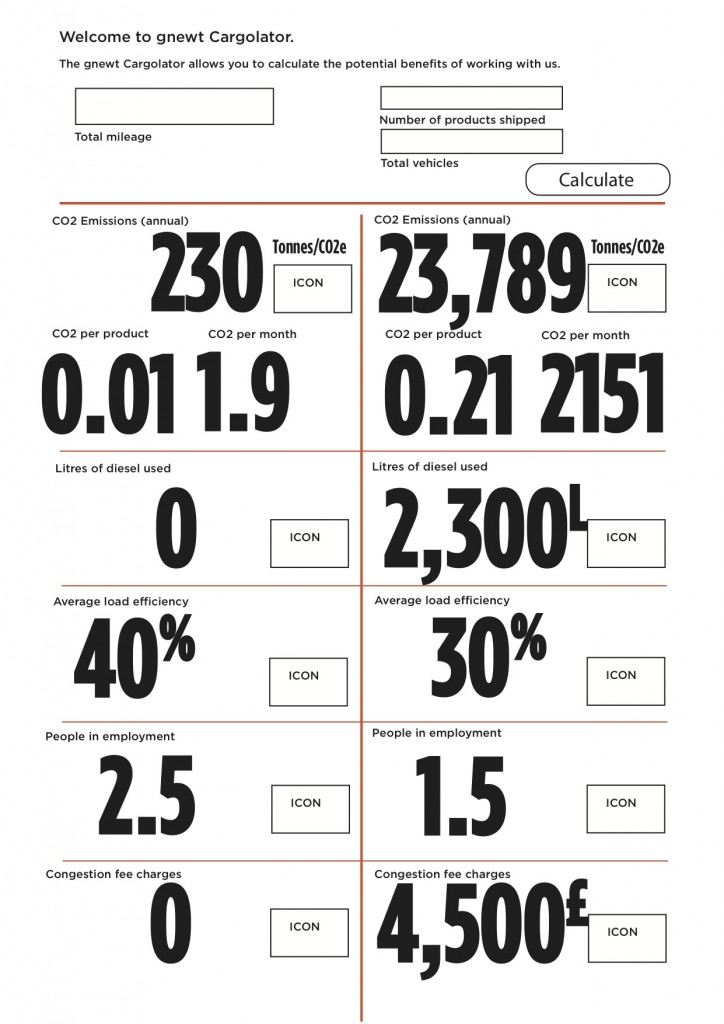 Welcome to gnewt Cargolator.
The gnewt Cargolator allows you to calculate the potential benefits of working with us.
Total mileage
Number of products shipped
Total vehicles
Calculate
CO2 Emissions (annual)
230 Tonnes/CO2e
ICON
CO2 per product CO2 per month
0.01 1.9
Litres of diesel used
0
ICON
Average load efficiency
40%
ICON
People in employment
2.5
ICON
Congestion fee charges
0
ICON
CO2 Emissions (annual)
23,789 Tonnes/CO2e
ICON
CO2 per product CO2 per month
0.21 2151
Litres of diesel used
2,300L
ICON
Average load efficiency
30%
ICON
People in employment
1.5
ICON
Congestion fee charges
4,500£
ICON